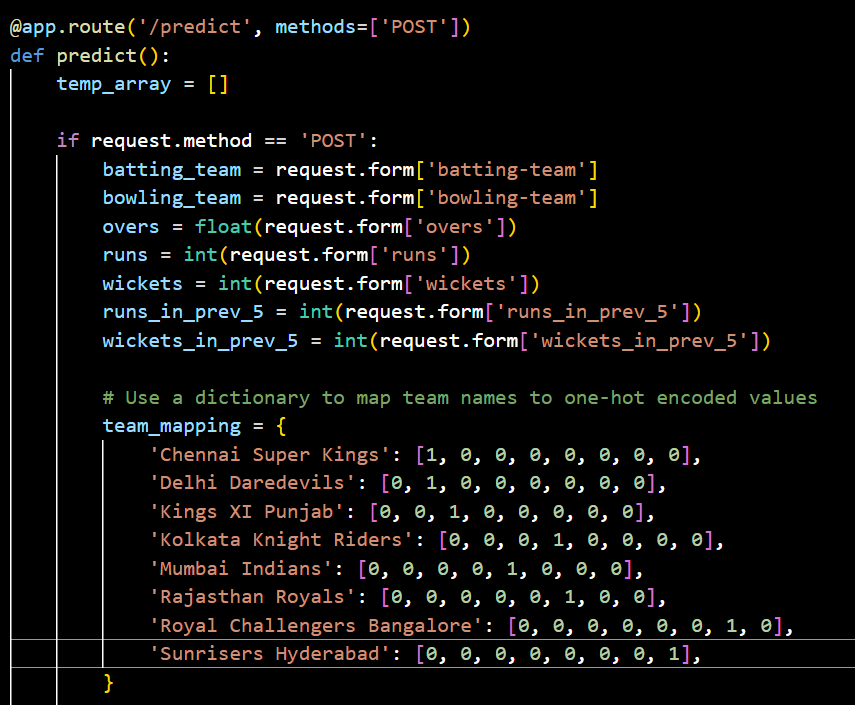 @app.route('/predict', methods=['POST'])
def predict():
    temp_array = []

    if request.method == 'POST':
        batting_team = request.form['batting-team']
        bowling_team = request.form['bowling-team']
        overs = float(request.form['overs'])
        runs = int(request.form['runs'])
        wickets = int(request.form['wickets'])
        runs_in_prev_5 = int(request.form['runs_in_prev_5'])
        wickets_in_prev_5 = int(request.form['wickets_in_prev_5'])

        # Use a dictionary to map team names to one-hot encoded values
        team_mapping = {
            'Chennai Super Kings': [1, 0, 0, 0, 0, 0, 0, 0],
            'Delhi Daredevils': [0, 1, 0, 0, 0, 0, 0, 0],
            'Kings XI Punjab': [0, 0, 1, 0, 0, 0, 0, 0],
            'Kolkata Knight Riders': [0, 0, 0, 1, 0, 0, 0, 0],
            'Mumbai Indians': [0, 0, 0, 0, 1, 0, 0, 0],
            'Rajasthan Royals': [0, 0, 0, 0, 0, 1, 0, 0],
            'Royal Challengers Bangalore': [0, 0, 0, 0, 0, 0, 1, 0],
            'Sunrisers Hyderabad': [0, 0, 0, 0, 0, 0, 0, 1],
        }